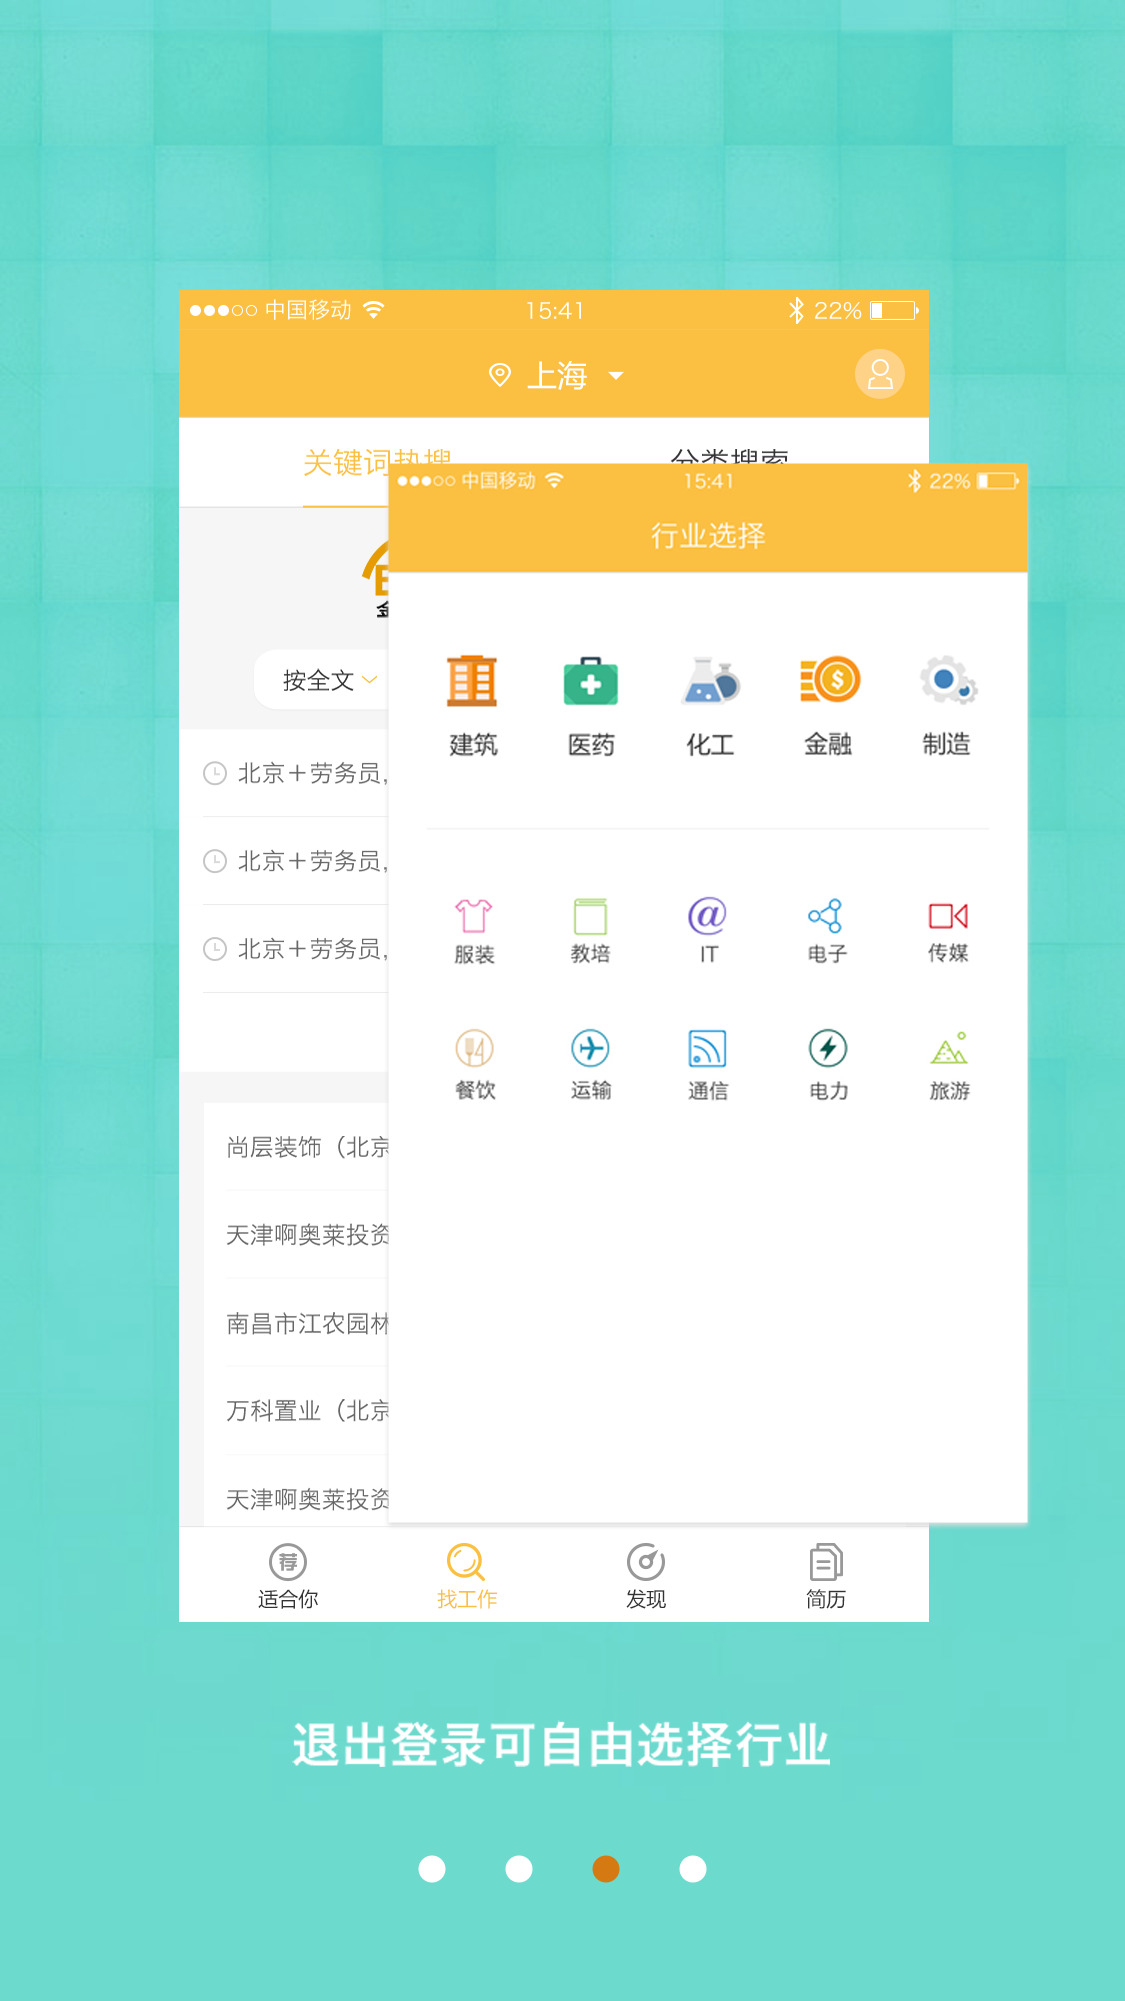 中国移动 15:41 22%
上海
关键词热搜 分类搜索
中国移动 15:41 22%
行业选择
按全文
建筑 医药 化工 金融 制造
北京＋劳务员,
北京＋劳务员,
北京＋劳务员,
服装 教培 IT 电子 传媒
餐饮 运输 通信 电力 旅游
尚层装饰（北京
天津啊奥莱投资
南昌市江农园林
万科置业（北京
天津啊奥莱投资
荐
适合你 找工作 发现 简历
退出登录可自由选择行业